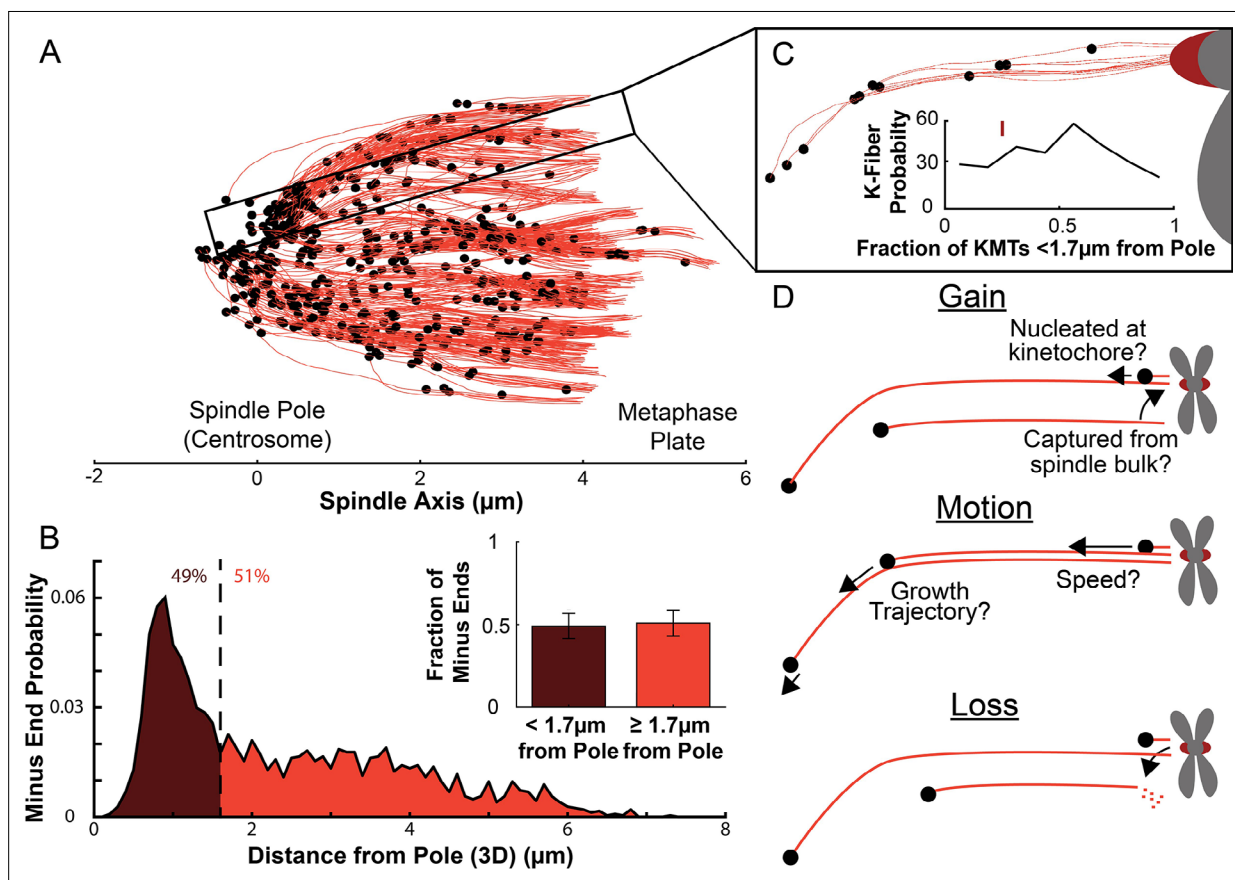 A
Spindle Pole
(Centrosome)
Metaphase
Plate
-2
0
2
4
6
Spindle Axis (µm)
B
49%
51%
Minus End Probability
0.06
0.03
0
0
2
4
6
8
Distance from Pole (3D) (µm)
Fraction of
Minus Ends
1
0.5
0
< 1.7µm
from Pole
≥ 1.7µm
from Pole
C
K-Fiber
Probabilty
60
30
0
0
0.5
1
Fraction of KMTs <1.7µm from Pole
D
Gain
Nucleated at
kinetochore?
Captured from
spindle bulk?
Motion
Growth
Trajectory?
Speed?
Loss